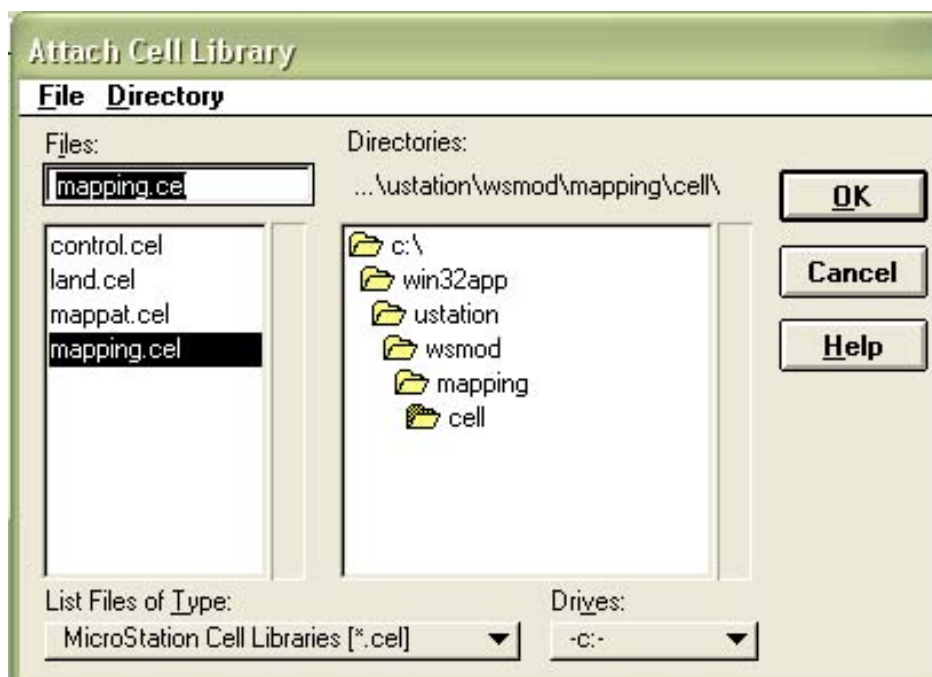 Attach Cell Library
File Directory
Files:
mapping.cel
control.cel
land.cel
mappat.cel
mapping.cel
Directories:
...\ustation\wsmod\mapping\cell\
c:\
win32app
ustation
wsmod
mapping
cell
OK
Cancel
Help
List Files of Type:
MicroStation Cell Libraries [*.cel]
Drives:
-c:-